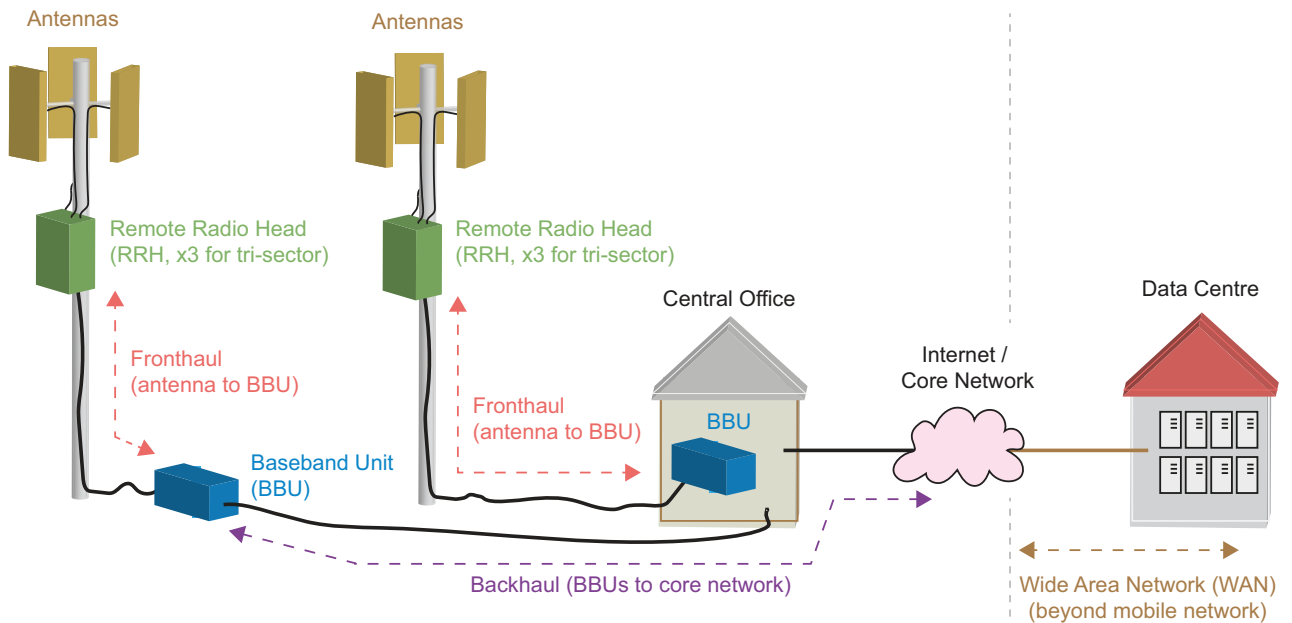 Antennas
Antennas
Remote Radio Head
(RRH, x3 for tri-sector)
Remote Radio Head
(RRH, x3 for tri-sector)
Central Office
Data Centre
Internet /
Core Network
Fronthaul
(antenna to BBU)
Fronthaul
(antenna to BBU)
BBU
Baseband Unit
(BBU)
Backhaul (BBUs to core network)
Wide Area Network (WAN)
(beyond mobile network)